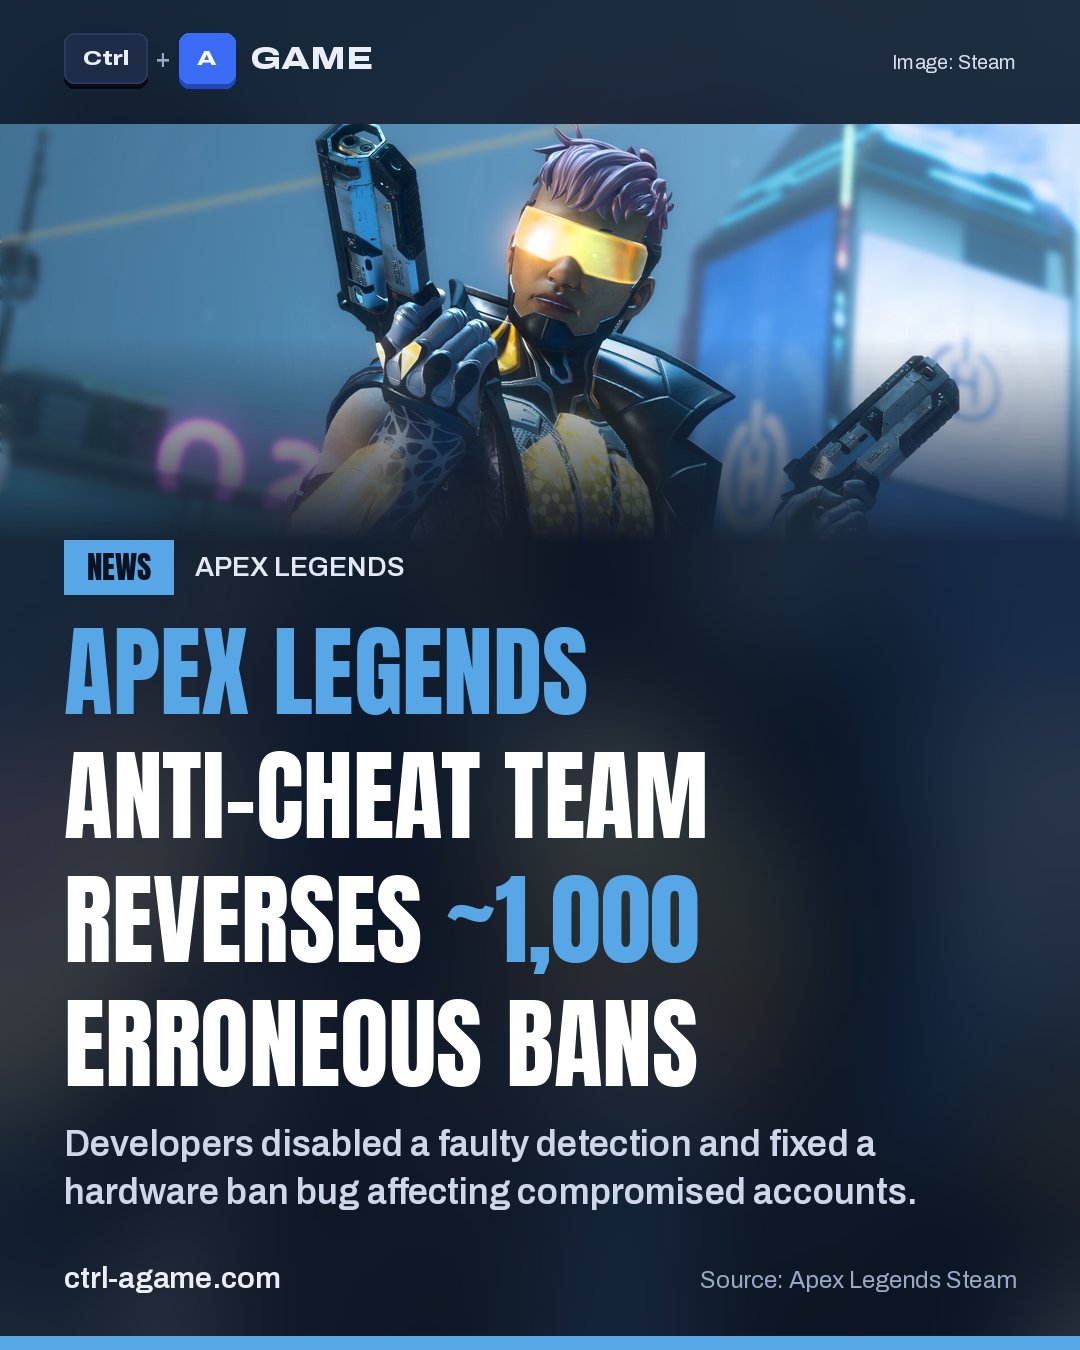 Ctrl + A GAME
Image: Steam
NEWS APEX LEGENDS
APEX LEGENDS
ANTI-CHEAT TEAM
REVERSES ~1,000
ERRONEOUS BANS
Developers disabled a faulty detection and fixed a
hardware ban bug affecting compromised accounts.
ctrl-agame.com
Source: Apex Legends Steam